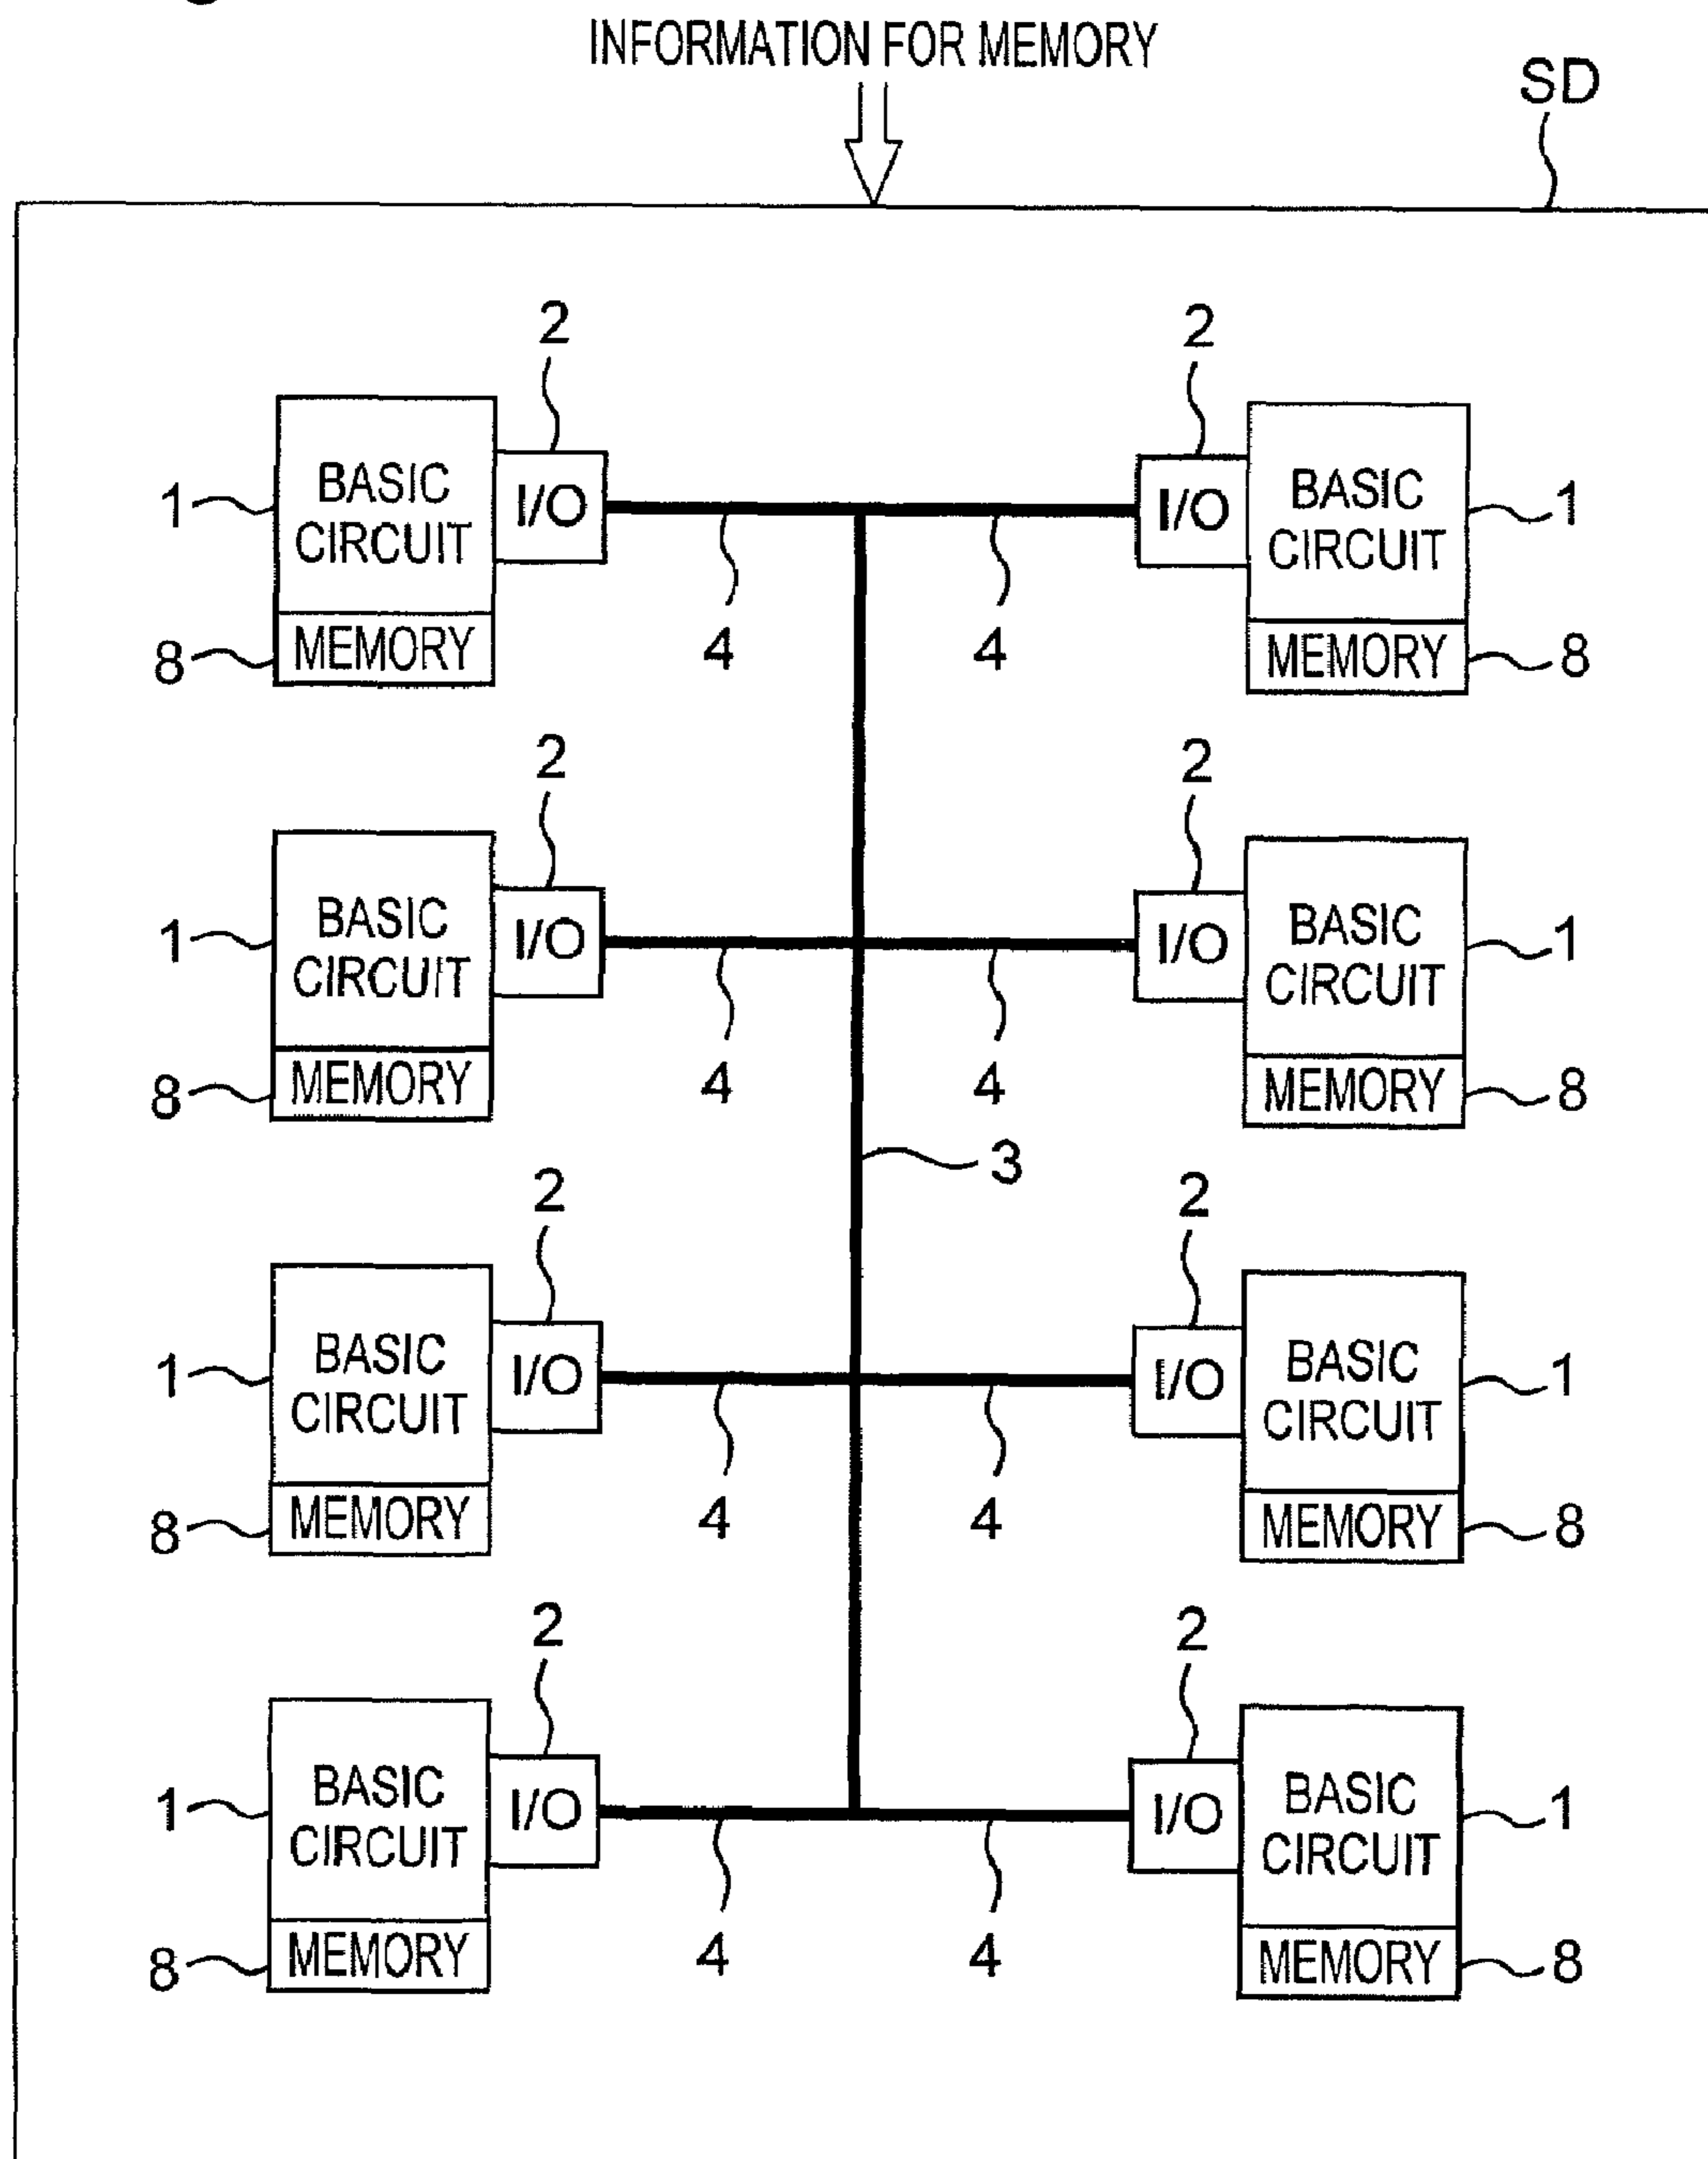 INFORMATION FOR MEMORY
SD
2
2
1
BASIC
CIRCUIT
I/O
I/O
BASIC
CIRCUIT
1
8
MEMORY
4
4
MEMORY
8
2
2
1
BASIC
CIRCUIT
I/O
I/O
BASIC
CIRCUIT
1
8
MEMORY
4
4
MEMORY
8
3
2
2
1
BASIC
CIRCUIT
I/O
I/O
BASIC
CIRCUIT
1
8
MEMORY
4
4
MEMORY
8
2
2
1
BASIC
CIRCUIT
I/O
I/O
BASIC
CIRCUIT
1
8
MEMORY
4
4
MEMORY
8